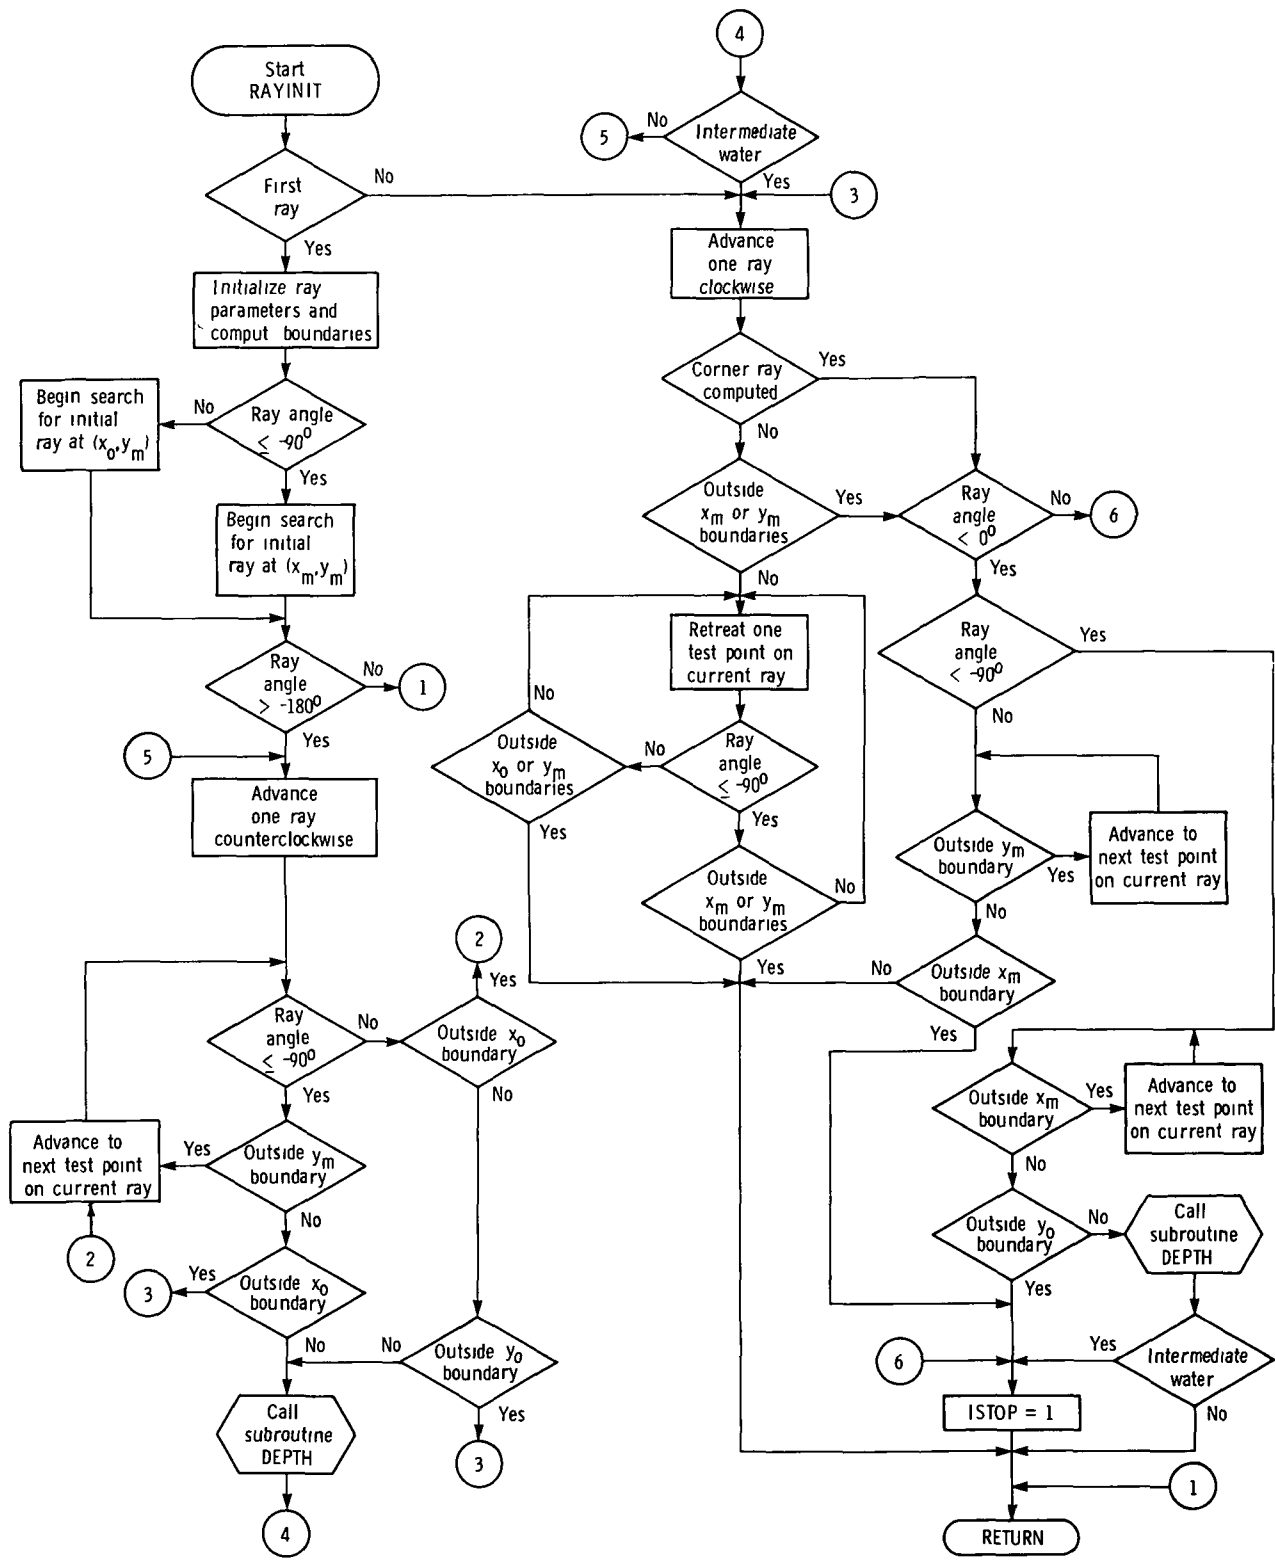 Start
RAYINIT
First
ray
No
Yes
Initialize ray
parameters and
comput boundaries
Ray angle
≤ -90⁰
No
Yes
Begin search
for initial
ray at (xₒ,yₘ)
Begin search
for initial
ray at (xₘ,yₘ)
Ray
angle
> -180⁰
No
1
Yes
5
Advance
one ray
counterclockwise
Ray
angle
≤ -90⁰
No
Yes
Outside xₒ
boundary
Yes
2
No
Outside yₘ
boundary
Yes
No
Advance to
next test point
on current ray
2
Outside xₒ
boundary
Yes
3
No
Outside yₒ
boundary
No
Yes
3
Call
subroutine
DEPTH
4
4
Intermediate
water
No
5
Yes
3
Advance
one ray
clockwise
Corner ray
computed
Yes
No
Outside
xₘ or yₘ
boundaries
Yes
No
Ray
angle
< 0⁰
No
6
Yes
Retreat one
test point on
current ray
Ray
angle
≤ -90⁰
No
Yes
Outside
xₒ or yₘ
boundaries
No
Yes
Outside
xₘ or yₘ
boundaries
No
Yes
Ray
angle
< -90⁰
Yes
No
Outside yₘ
boundary
Yes
No
Advance to
next test point
on current ray
Outside xₘ
boundary
No
Yes
Outside xₘ
boundary
Yes
No
Advance to
next test point
on current ray
Outside yₒ
boundary
No
Yes
Call
subroutine
DEPTH
Intermediate
water
Yes
No
6
ISTOP = 1
1
RETURN